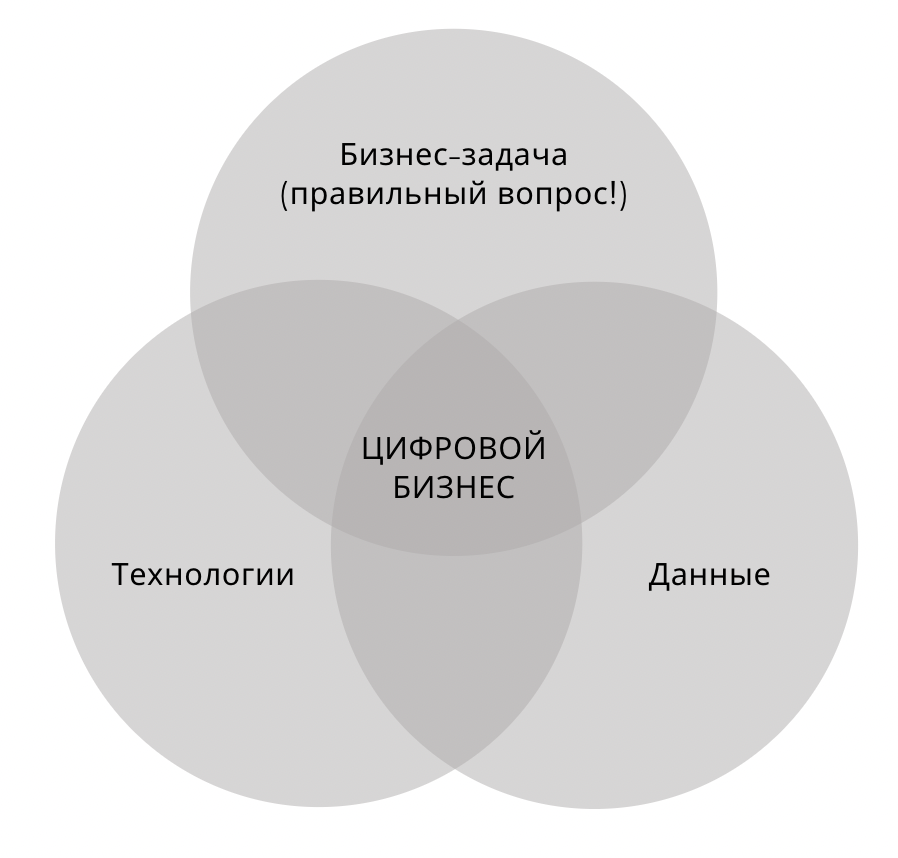 Бизнес-задача
(правильный вопрос!)
ЦИФРОВОЙ
БИЗНЕС
Технологии
Данные